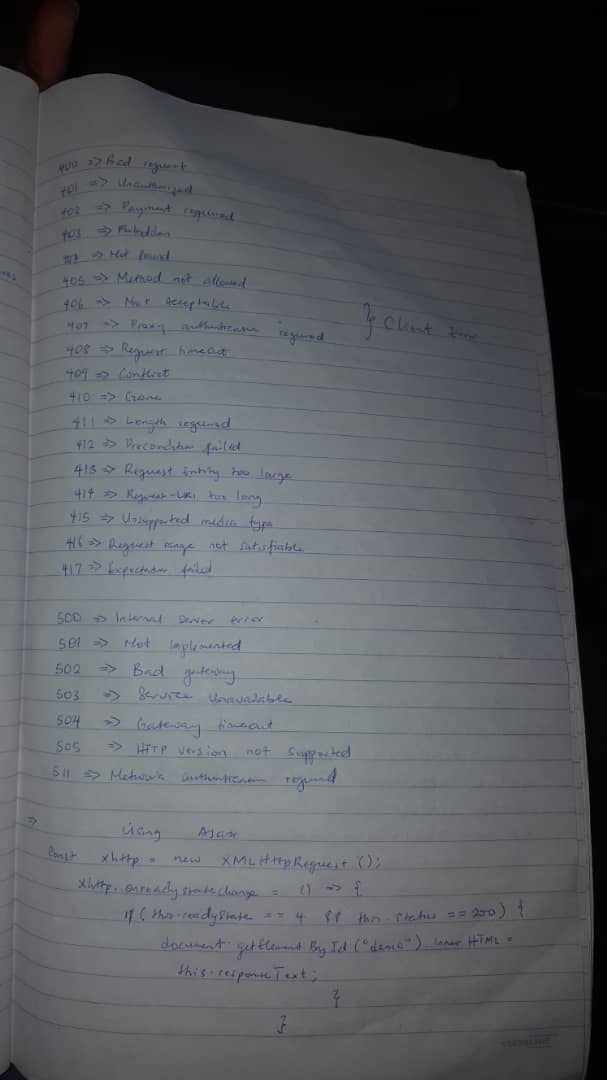 400 => Bad request
401 => Unauthorized
402 => Payment required
403 => Forbidden
404 => Not Found
405 => Method not allowed
406 => Not Acceptable
407 => Proxy authentication required
} Client Error
408 => Request timeout
409 => Conflict
410 => Gone
411 => Length required
412 => Precondition failed
413 => Request Entity too large
414 => Request-URI too long
415 => Unsupported media type
416 => Request range not satisfiable
417 => Expectation failed
500 => Internal Server error
501 => Not Implemented
502 => Bad gateway
503 => Service Unavailable
504 => Gateway timeout
505 => HTTP version not supported
511 => Network authentication required
=>
Using Ajax
Const xhttp = new XMLHttpRequest ();
xhttp.onreadystatechange = () => {
if (this.readyState == 4 && this.status == 200) {
document.getElement By Id ("demo") inner HTML =
this.responseText;
}
}